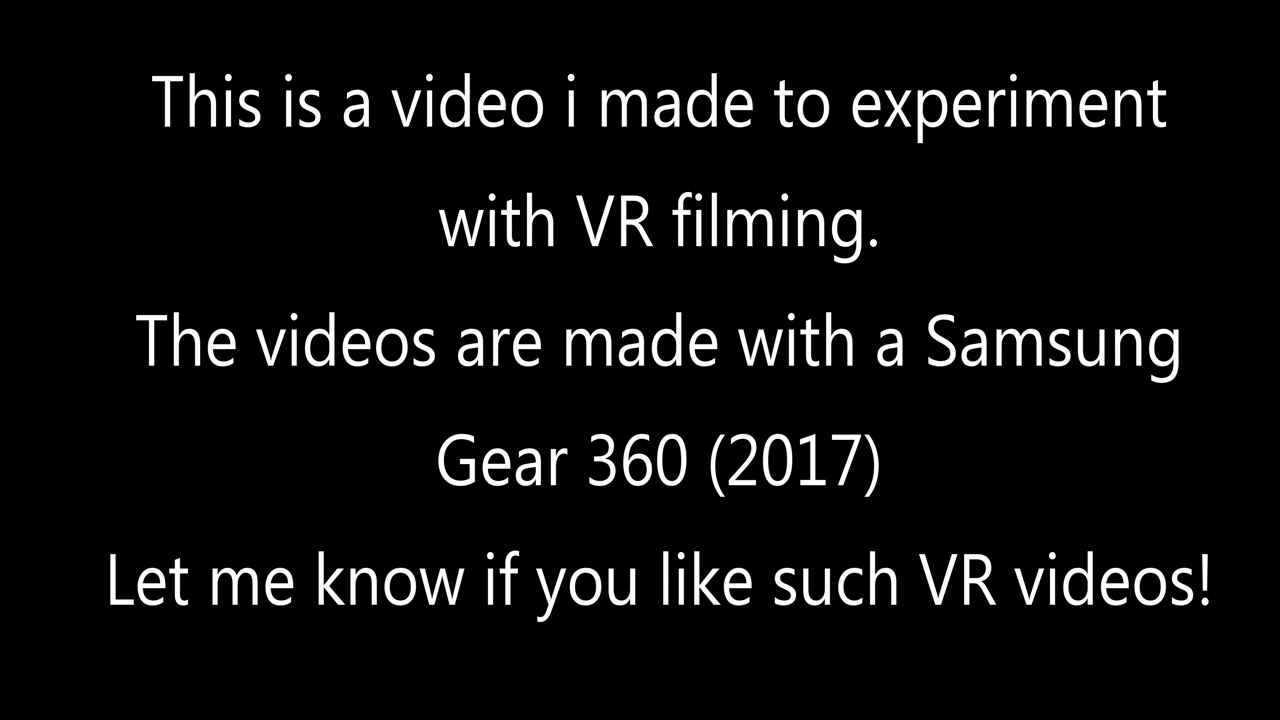 This is a video i made to experiment
with VR filming.
The videos are made with a Samsung
Gear 360 (2017)
Let me know if you like such VR videos!